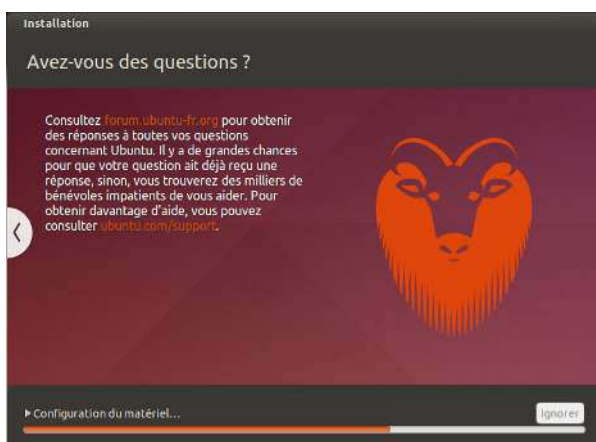 Installation
Avez-vous des questions ?
Consultez forum.ubuntu-fr.org pour obtenir
des réponses à toutes vos questions
concernant Ubuntu. Il y a de grandes chances
pour que votre question ait déjà reçu une
réponse, sinon, vous trouverez des milliers de
bénévoles impatients de vous aider. Pour
obtenir davantage d'aide, vous pouvez
consulter ubuntu.com/support.
Configuration du matériel...
Ignorer